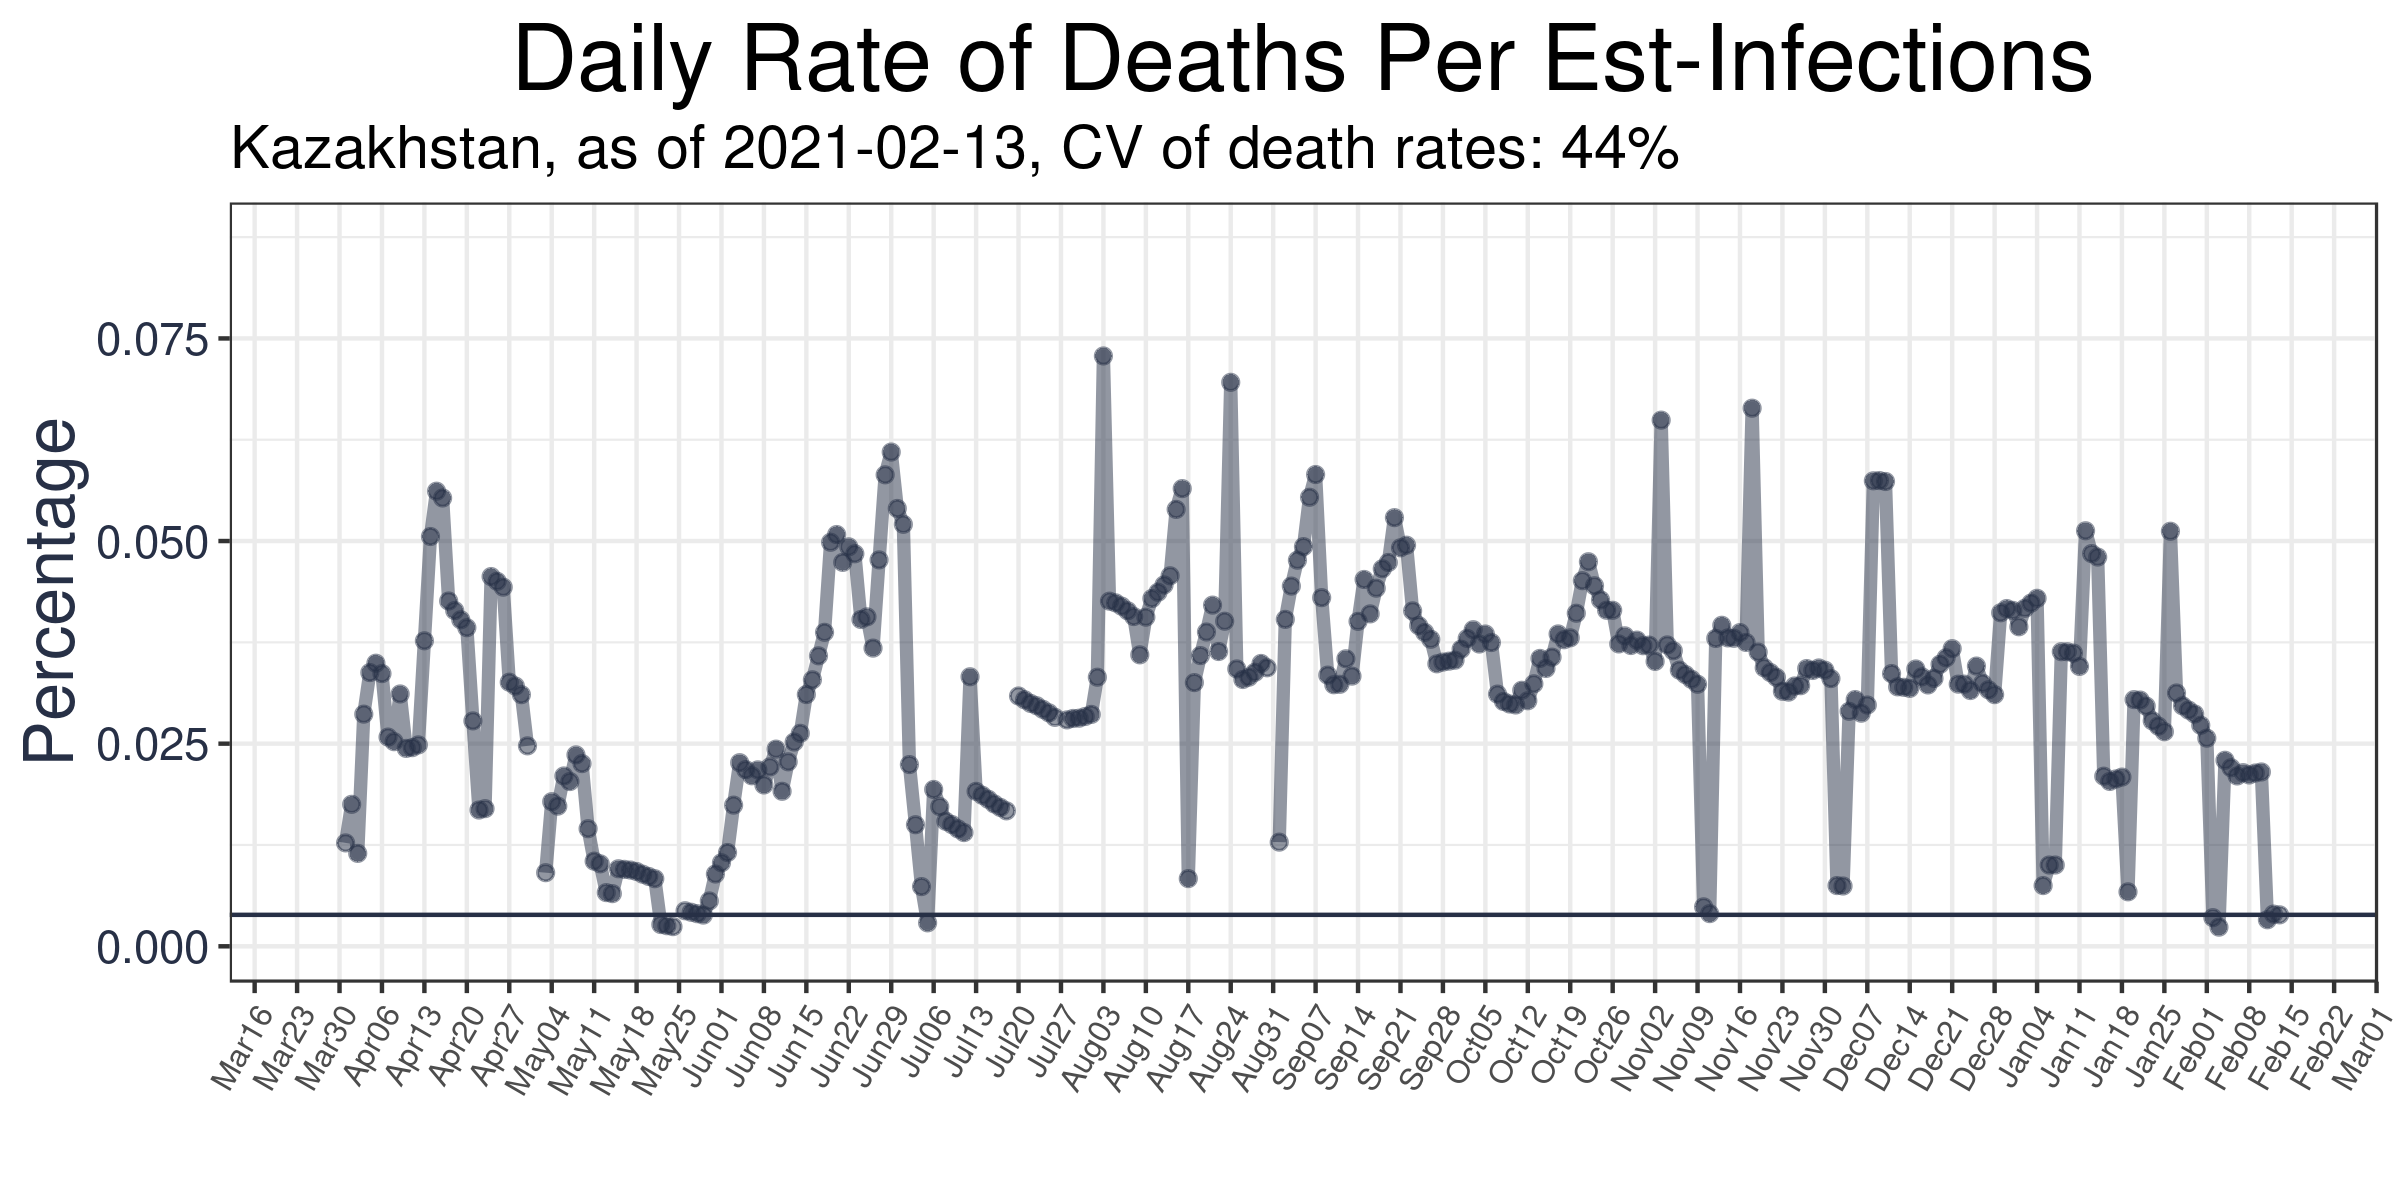 Daily Rate of Deaths Per Est-Infections
Kazakhstan, as of 2021-02-13, CV of death rates: 44%
Percentage
0.075
0.050
0.025
0.000
Mar16 Mar23 Mar30 Apr06 Apr13 Apr20 Apr27 May04 May11 May18 May25 Jun01 Jun08 Jun15 Jun22 Jun29 Jul06 Jul13 Jul20 Jul27 Aug03 Aug10 Aug17 Aug24 Aug31 Sep07 Sep14 Sep21 Sep28 Oct05 Oct12 Oct19 Oct26 Nov02 Nov09 Nov16 Nov23 Nov30 Dec07 Dec14 Dec21 Dec28 Jan04 Jan11 Jan18 Jan25 Feb01 Feb08 Feb15 Feb22 Mar01